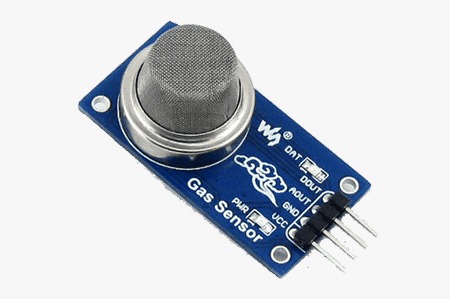 W®
DAT
DOUT
AOUT
GND
VCC
PWR
Gas Sensor